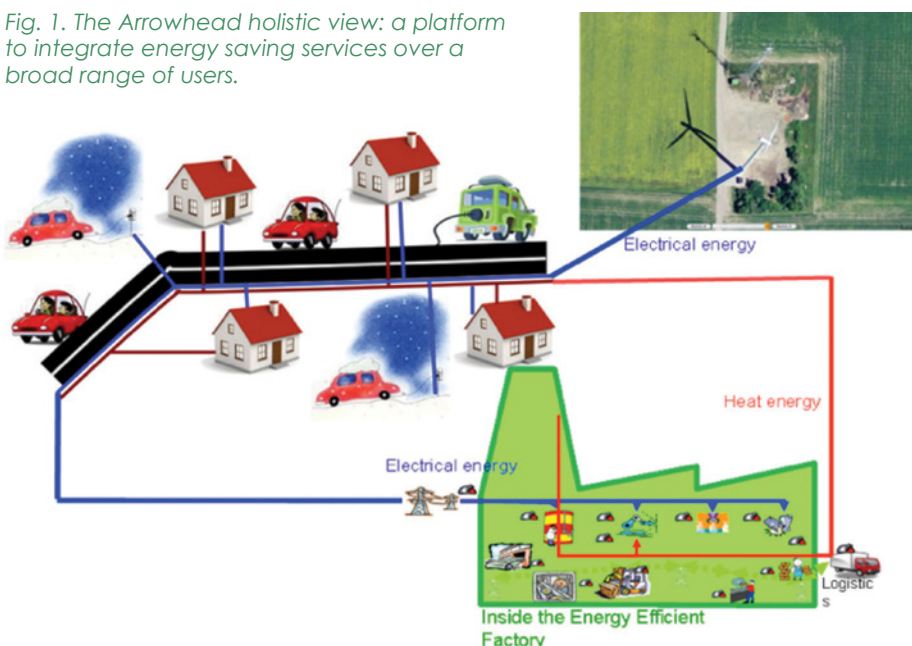 Fig. 1. The Arrowhead holistic view: a platform
to integrate energy saving services over a
broad range of users.
Electrical energy
Heat energy
Electrical energy
Logistic
s
Inside the Energy Efficient
Factory